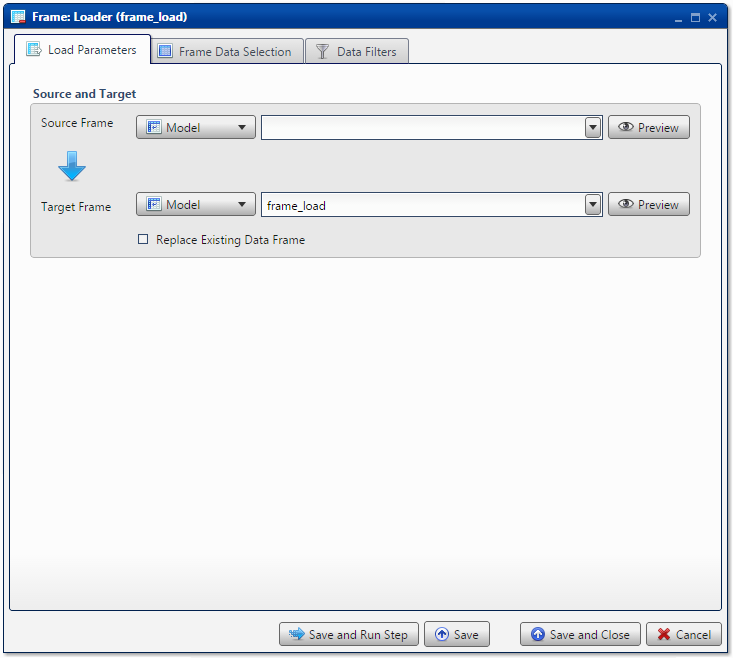 Frame: Loader (frame_load)
Load Parameters Frame Data Selection Data Filters
Source and Target
Source Frame Model Preview
Target Frame Model frame_load Preview
Replace Existing Data Frame
Save and Run Step Save Save and Close Cancel